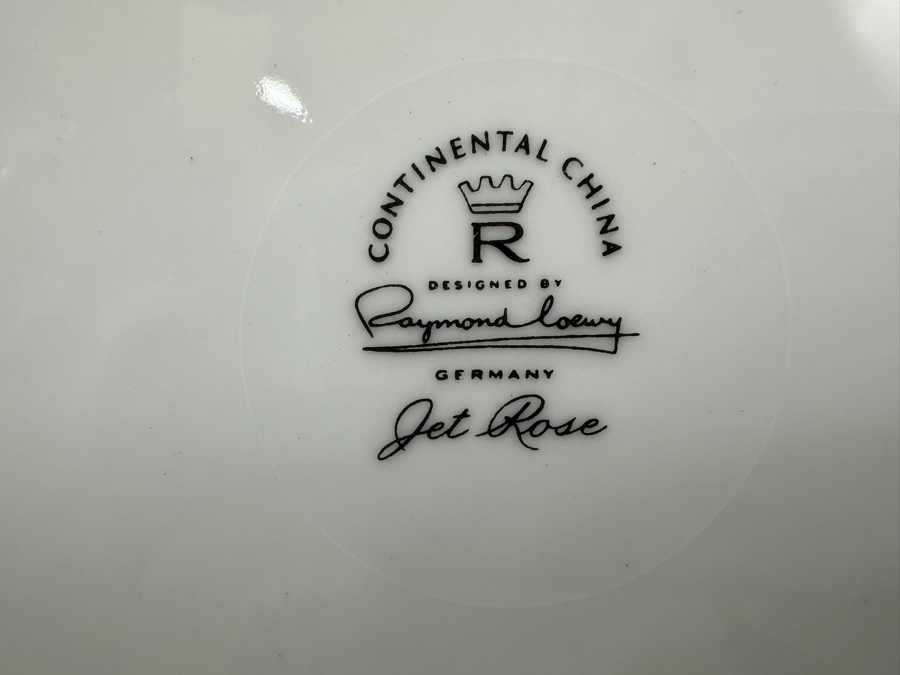 CONTINENTAL CHINA
R
DESIGNED BY
Raymond Loewy
GERMANY
Jet Rose